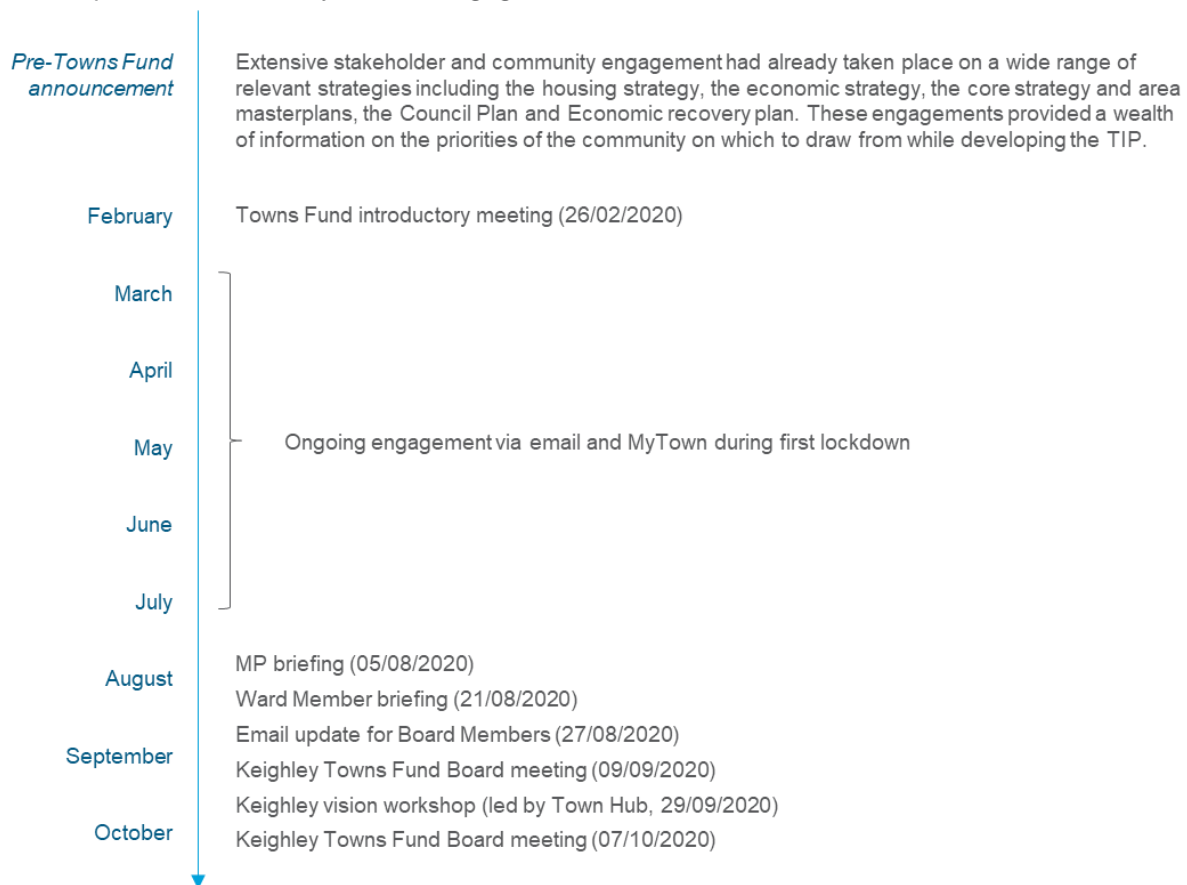 Pre-Towns Fund
announcement
Extensive stakeholder and community engagement had already taken place on a wide range of
relevant strategies including the housing strategy, the economic strategy, the core strategy and area
masterplans, the Council Plan and Economic recovery plan. These engagements provided a wealth
of information on the priorities of the community on which to draw from while developing the TIP.
February
Towns Fund introductory meeting (26/02/2020)
March
April
May
Ongoing engagement via email and MyTown during first lockdown
June
July
August
MP briefing (05/08/2020)
Ward Member briefing (21/08/2020)
Email update for Board Members (27/08/2020)
September
Keighley Towns Fund Board meeting (09/09/2020)
Keighley vision workshop (led by Town Hub, 29/09/2020)
October
Keighley Towns Fund Board meeting (07/10/2020)